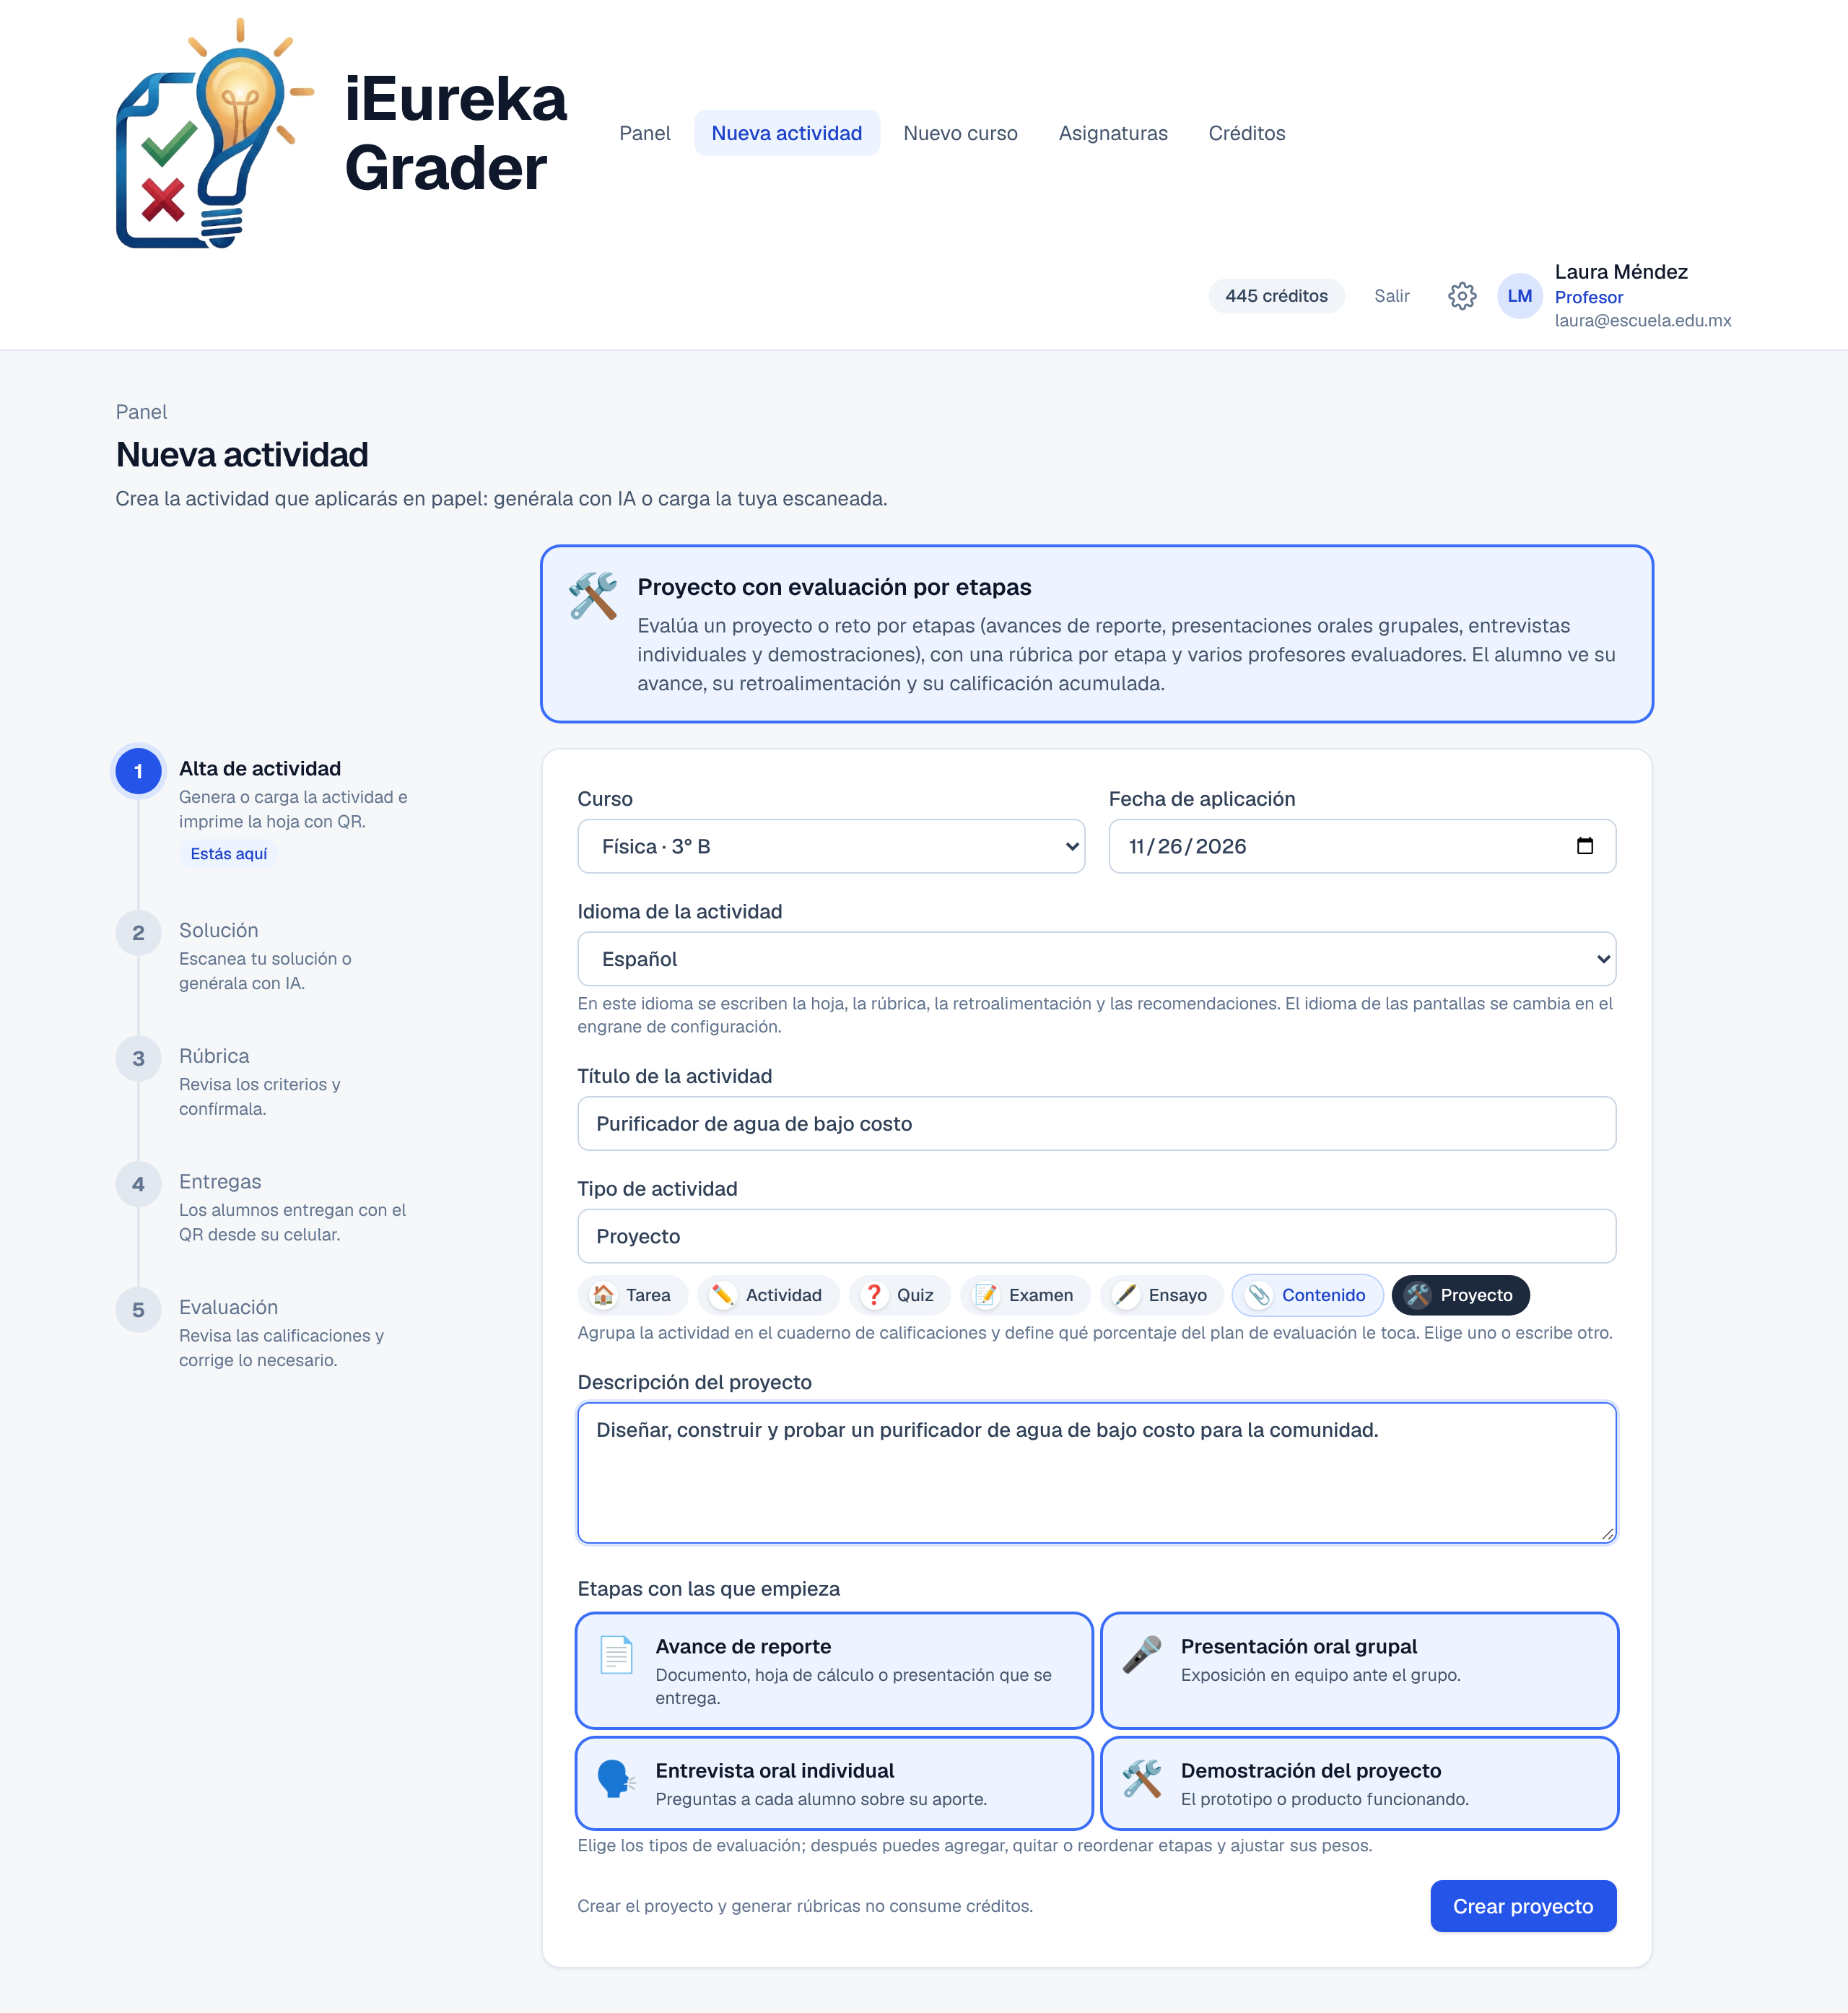 iEureka
Grader
Panel
Nueva actividad
Nuevo curso
Asignaturas
Créditos
445 créditos
Salir
LM
Laura Méndez
Profesor
laura@escuela.edu.mx
Panel
Nueva actividad
Crea la actividad que aplicarás en papel: genérala con IA o carga la tuya escaneada.
Proyecto con evaluación por etapas
Evalúa un proyecto o reto por etapas (avances de reporte, presentaciones orales grupales, entrevistas
individuales y demostraciones), con una rúbrica por etapa y varios profesores evaluadores. El alumno ve su
avance, su retroalimentación y su calificación acumulada.
1
Alta de actividad
Genera o carga la actividad e
imprime la hoja con QR.
Estás aquí
2
Solución
Escanea tu solución o
genérala con IA.
3
Rúbrica
Revisa los criterios y
confírmala.
4
Entregas
Los alumnos entregan con el
QR desde su celular.
5
Evaluación
Revisa las calificaciones y
corrige lo necesario.
Curso
Física · 3° B
Fecha de aplicación
11/26/2026
Idioma de la actividad
Español
En este idioma se escriben la hoja, la rúbrica, la retroalimentación y las recomendaciones. El idioma de las pantallas se cambia en el
engrane de configuración.
Título de la actividad
Purificador de agua de bajo costo
Tipo de actividad
Proyecto
Tarea
Actividad
Quiz
Examen
Ensayo
Contenido
Proyecto
Agrupa la actividad en el cuaderno de calificaciones y define qué porcentaje del plan de evaluación le toca. Elige uno o escribe otro.
Descripción del proyecto
Diseñar, construir y probar un purificador de agua de bajo costo para la comunidad.
Etapas con las que empieza
Avance de reporte
Documento, hoja de cálculo o presentación que se
entrega.
Presentación oral grupal
Exposición en equipo ante el grupo.
Entrevista oral individual
Preguntas a cada alumno sobre su aporte.
Demostración del proyecto
El prototipo o producto funcionando.
Elige los tipos de evaluación; después puedes agregar, quitar o reordenar etapas y ajustar sus pesos.
Crear el proyecto y generar rúbricas no consume créditos.
Crear proyecto